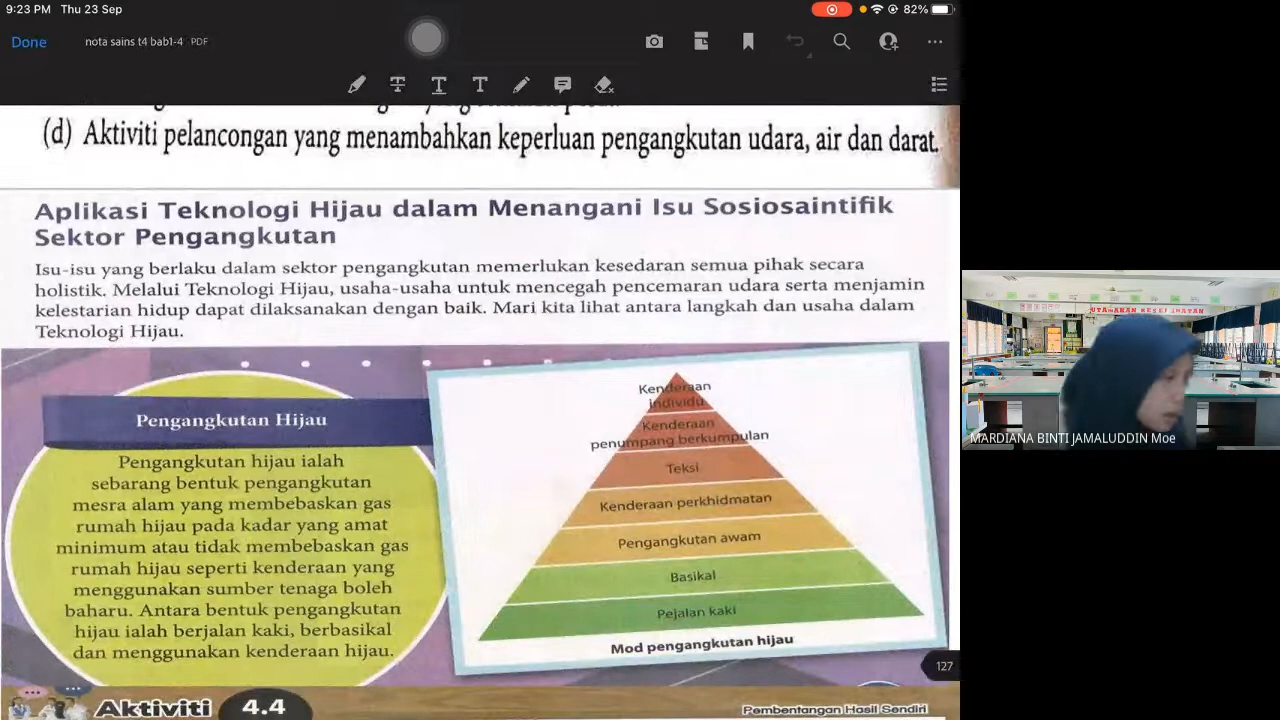 9:23 PM Thu 23 Sep
82%
Done
nota sains t4 bab1-4 PDF
(d) Aktiviti pelancongan yang menambahkan keperluan pengangkutan udara, air dan darat.
Aplikasi Teknologi Hijau dalam Menangani Isu Sosiosaintifik
Sektor Pengangkutan
Isu-isu yang berlaku dalam sektor pengangkutan memerlukan kesedaran semua pihak secara
holistik. Melalui Teknologi Hijau, usaha-usaha untuk mencegah pencemaran udara serta menjamin
kelestarian hidup dapat dilaksanakan dengan baik. Mari kita lihat antara langkah dan usaha dalam
Teknologi Hijau.
Pengangkutan Hijau
Pengangkutan hijau ialah
sebarang bentuk pengangkutan
mesra alam yang membebaskan gas
rumah hijau pada kadar yang amat
minimum atau tidak membebaskan gas
rumah hijau seperti kenderaan yang
menggunakan sumber tenaga boleh
baharu. Antara bentuk pengangkutan
hijau ialah berjalan kaki, berbasikal
dan menggunakan kenderaan hijau.
Kenderaan
individu
Kenderaan
penumpang berkumpulan
Teksi
Kenderaan perkhidmatan
Pengangkutan awam
Basikal
Pejalan kaki
Mod pengangkutan hijau
127
Aktiviti 4.4
Pembentangan Hasil Sendiri
UTAMAKAN KESELAMATAN
MARDIANA BINTI JAMALUDDIN Moe